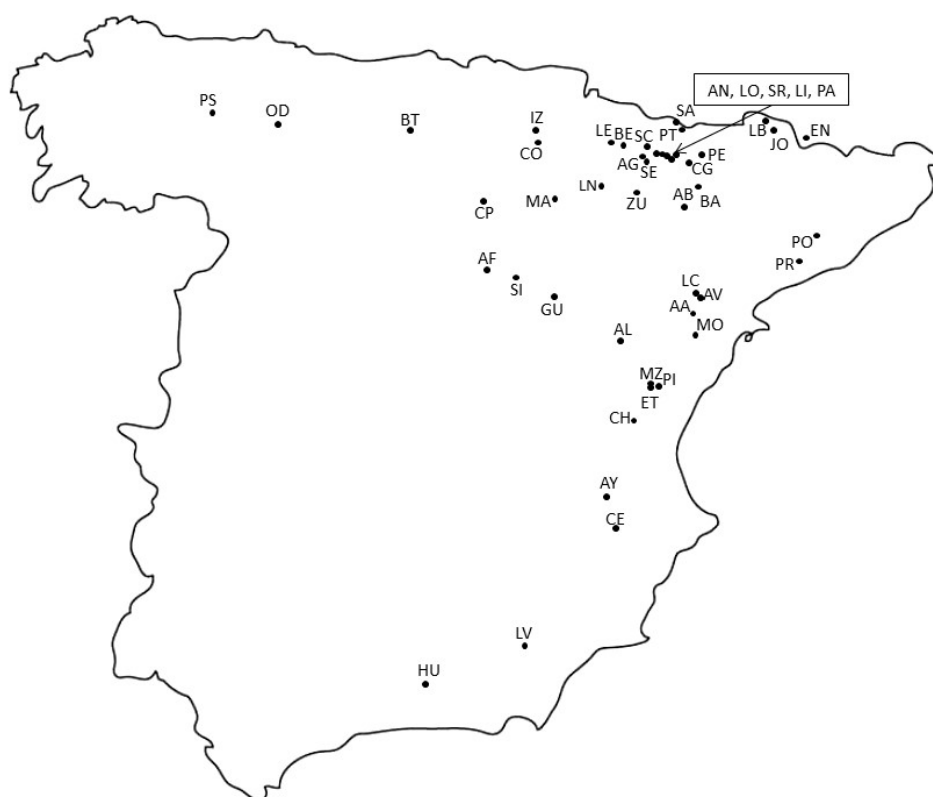 AN, LO, SR, LI, PA
PS
OD
BT
IZ
CO
LE
BE
SC
PT
SA
LB
JO
EN
AG
SE
CG
PE
LN
ZU
AB
BA
CP
MA
AF
SI
GU
PO
PR
LC
AV
AA
MO
AL
MZ
PI
ET
CH
AY
CE
LV
HU